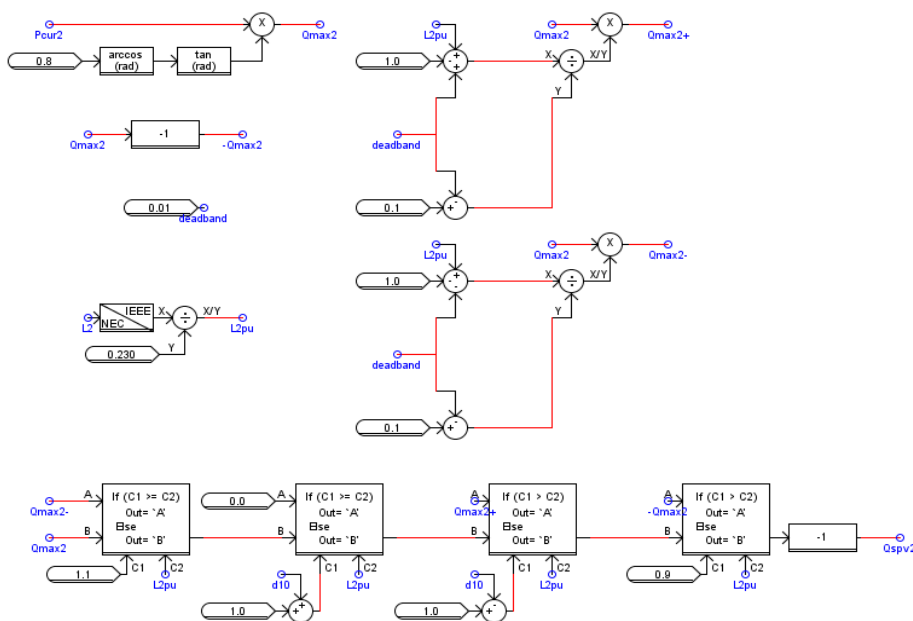 Pcur2
X
Qmax2
0.8
arccos
(rad)
tan
(rad)
Qmax2
-1
-Qmax2
0.01
deadband
L2
NEC
IEEE
X
÷
X/Y
L2pu
0.230
Y
L2pu
1.0
-
+
+
X
÷
X/Y
Y
Qmax2
X
Qmax2+
deadband
0.1
+
-
L2pu
1.0
-
+
-
X
÷
X/Y
Y
Qmax2
X
Qmax2-
deadband
0.1
+
-
Qmax2-
A
Qmax2
B
If (C1 >= C2)
Out= `A'
Else
Out= `B'
1.1
C1
C2
L2pu
0.0
A
B
If (C1 >= C2)
Out= `A'
Else
Out= `B'
C1
C2
L2pu
d10
1.0
+
+
A
Qmax2+
B
If (C1 > C2)
Out= `A'
Else
Out= `B'
C1
C2
L2pu
d10
1.0
+
-
A
-Qmax2
B
If (C1 > C2)
Out= `A'
Else
Out= `B'
0.9
C1
C2
L2pu
-1
Qspv2